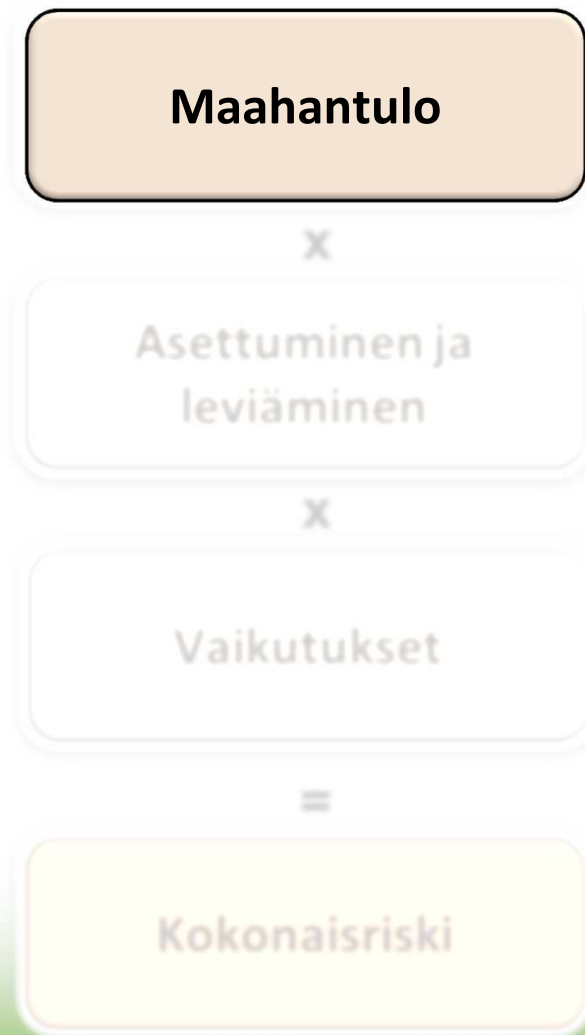 Maahantulo
x
Asettuminen ja
leviäminen
x
Vaikutukset
=
Kokonaisriski